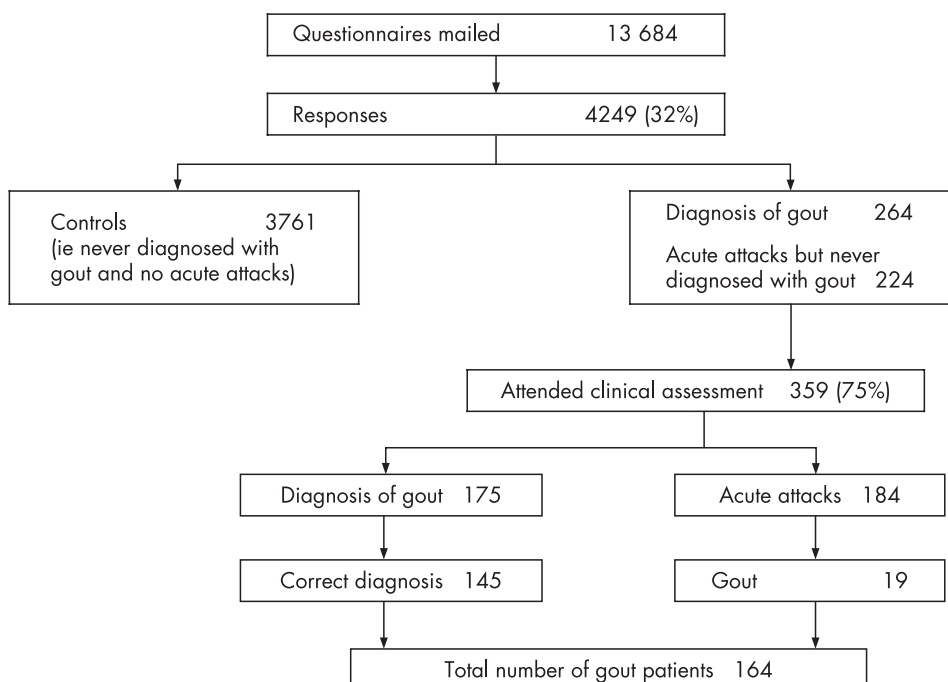 Questionnaires mailed 13 684
Responses 4249 (32%)
Controls 3761
(ie never diagnosed with
gout and no acute attacks)
Diagnosis of gout 264
Acute attacks but never
diagnosed with gout 224
Attended clinical assessment 359 (75%)
Diagnosis of gout 175
Acute attacks 184
Correct diagnosis 145
Gout 19
Total number of gout patients 164